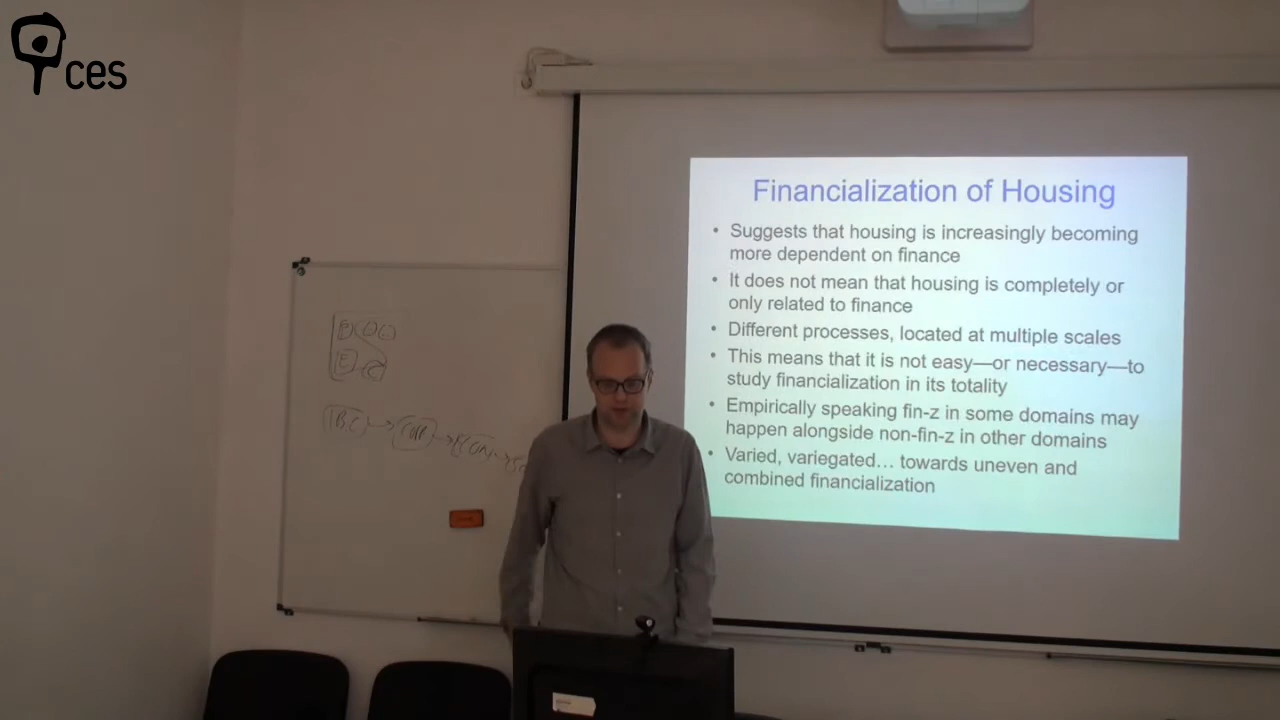 ces
Financialization of Housing
• Suggests that housing is increasingly becoming
more dependent on finance
• It does not mean that housing is completely or
only related to finance
• Different processes, located at multiple scales
• This means that it is not easy—or necessary—to
study financialization in its totality
• Empirically speaking fin-z in some domains may
happen alongside non-fin-z in other domains
• Varied, variegated… towards uneven and
combined financialization